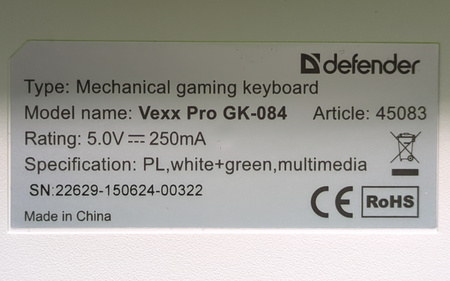 defender
Type: Mechanical gaming keyboard
Model name: Vexx Pro GK-084 Article: 45083
Rating: 5.0V⎓250mA
Specification: PL,white+green,multimedia
SN:22629-150624-00322
CE RoHS
Made in China